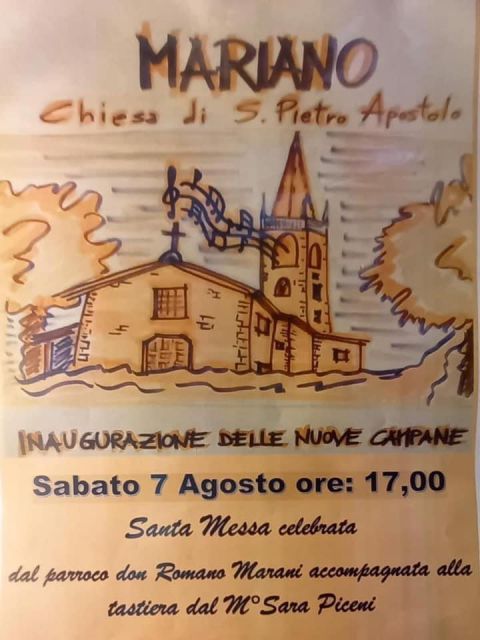 MARIANO
Chiesa di S. Pietro Apostolo
INAUGURAZIONE DELLE NUOVE CAMPANE
Sabato 7 Agosto ore: 17,00
Santa Messa celebrata
dal parroco don Romano Marani accompagnata alla
tastiera dal M°Sara Piceni